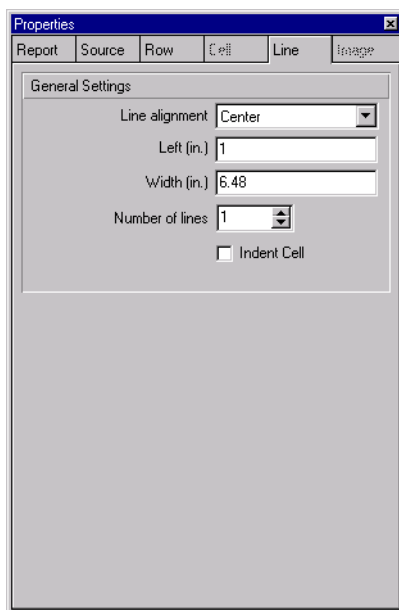 Properties
Report Source Row Cell Line Image
General Settings
Line alignment Center
Left (in.) 1
Width (in.) 6.48
Number of lines 1
Indent Cell